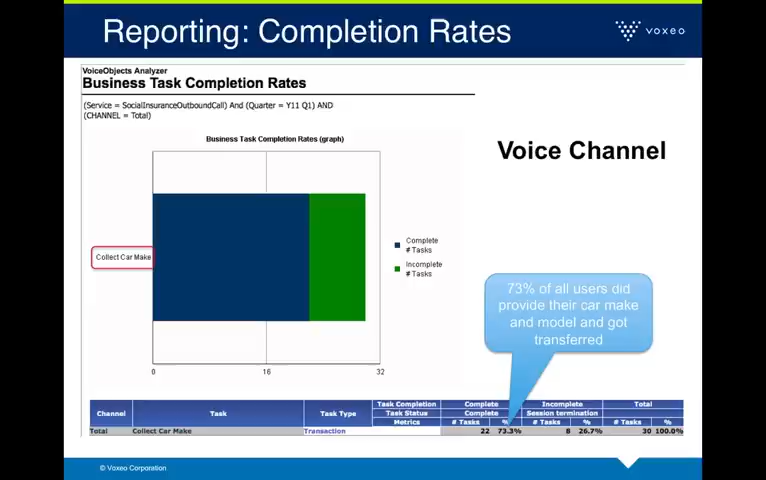 Reporting: Completion Rates
voxeo
VoiceObjects Analyzer
Business Task Completion Rates
(Service = SocialInsuranceOutboundCall) And (Quarter = Y11 Q1) AND
(CHANNEL = Total)
Business Task Completion Rates (graph)
Voice Channel
Collect Car Make
Complete
# Tasks
Incomplete
# Tasks
0 16 32
73% of all users did
provide their car make
and model and got
transferred
Channel Task Task Type Task Completion Complete Incomplete Total
Task Status Complete Session termination
Metrics # Tasks % # Tasks % # Tasks %
Total Collect Car Make Transaction 22 73.3% 8 26.7% 30 100.0%
© Voxeo Corporation